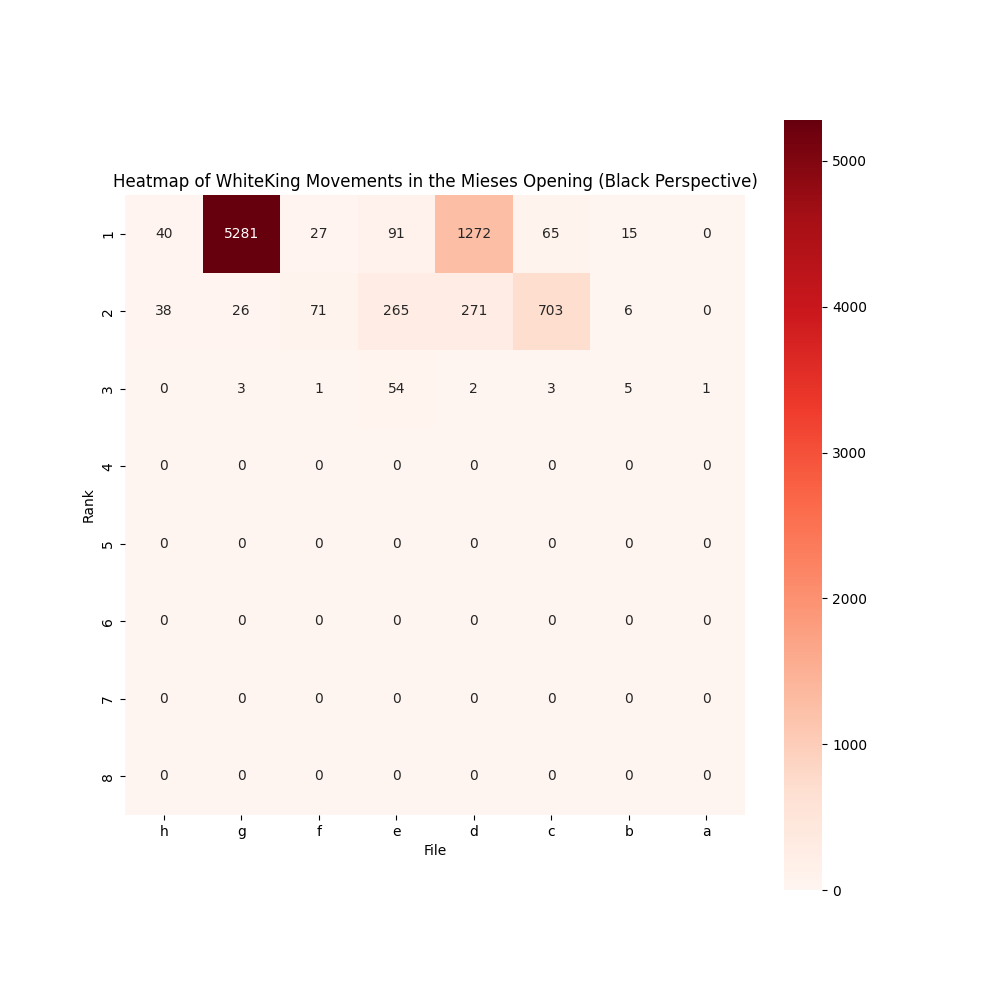 Heatmap of WhiteKing Movements in the Mieses Opening (Black Perspective)
5000
1 40 5281 27 91 1272 65 15 0
2 38 26 71 265 271 703 6 0
4000
3 0 3 1 54 2 3 5 1
3000
4 0 0 0 0 0 0 0 0
Rank
5 0 0 0 0 0 0 0 0
2000
6 0 0 0 0 0 0 0 0
7 0 0 0 0 0 0 0 0
1000
8 0 0 0 0 0 0 0 0
h g f e d c b a
File
0